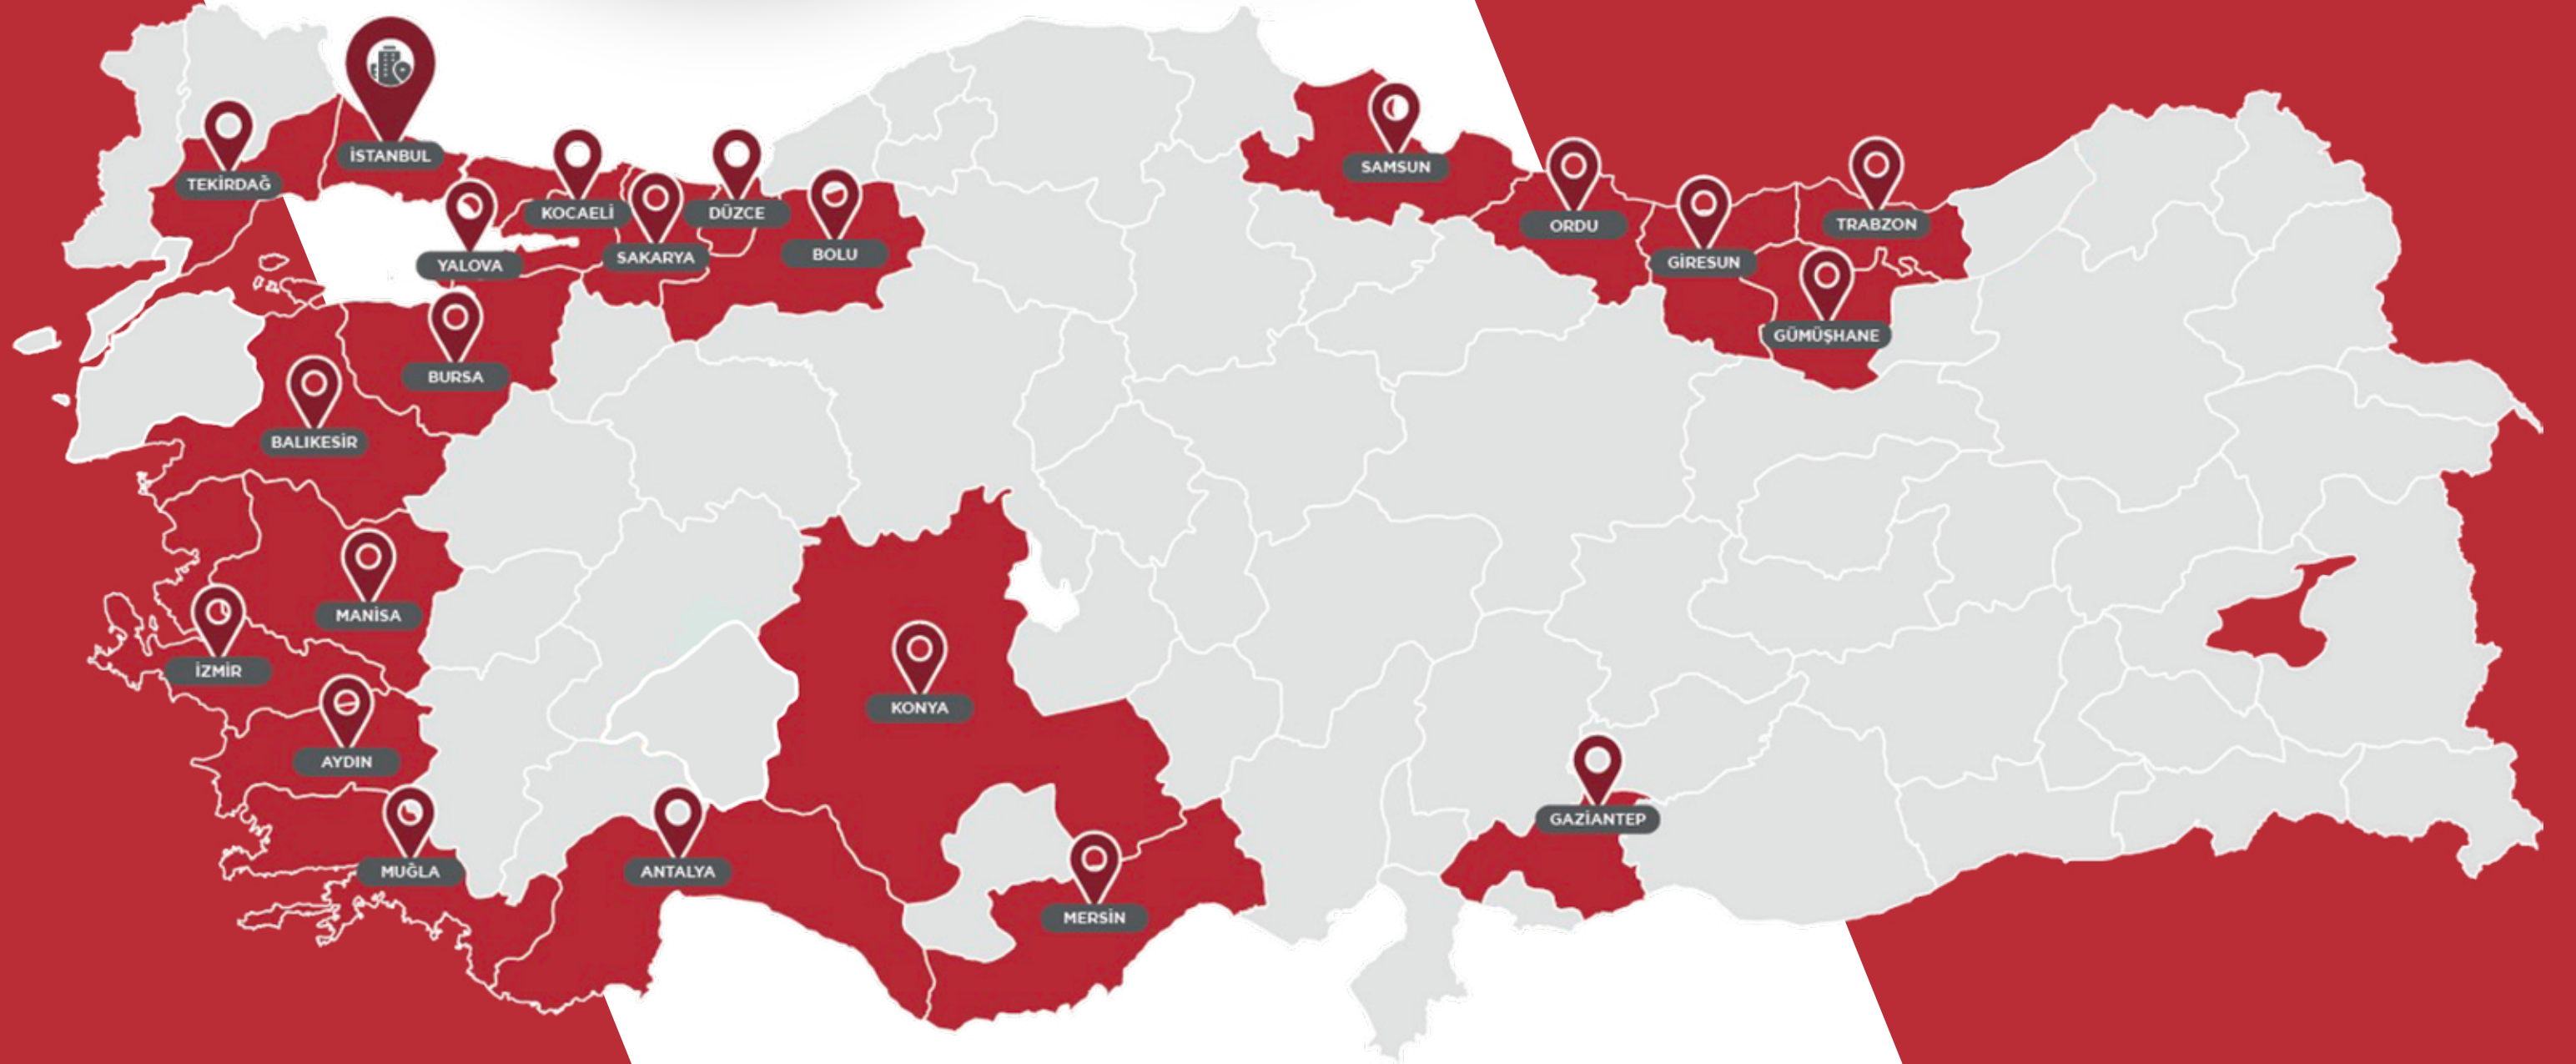 İSTANBUL
TEKİRDAĞ
KOCAELİ
DÜZCE
SAKARYA
BOLU
YALOVA
BURSA
BALIKESİR
MANİSA
İZMİR
AYDIN
MUĞLA
ANTALYA
KONYA
MERSİN
SAMSUN
ORDU
GİRESUN
TRABZON
GÜMÜŞHANE
GAZİANTEP